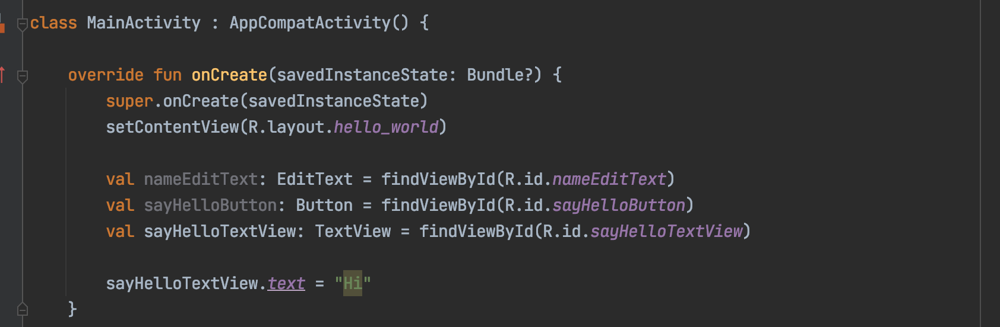 class MainActivity : AppCompatActivity() {
override fun onCreate(savedInstanceState: Bundle?) {
super.onCreate(savedInstanceState)
setContentView(R.layout.hello_world)
val nameEditText: EditText = findViewById(R.id.nameEditText)
val sayHelloButton: Button = findViewById(R.id.sayHelloButton)
val sayHelloTextView: TextView = findViewById(R.id.sayHelloTextView)
sayHelloTextView.text = "Hi"
}